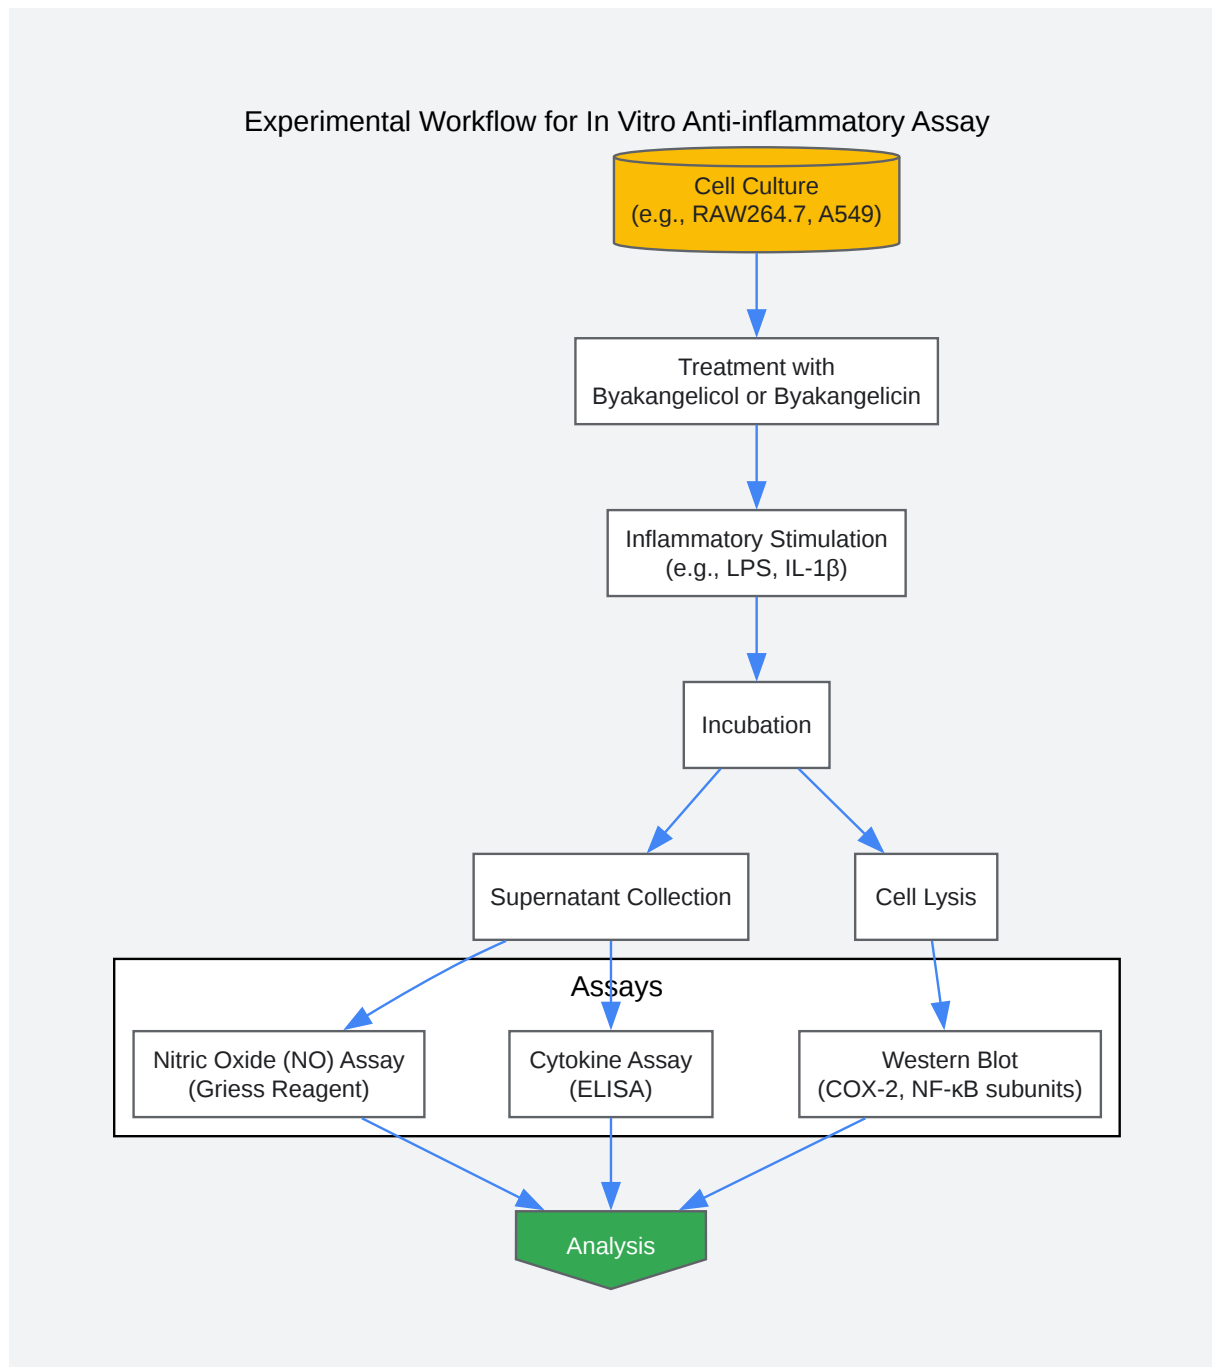 Experimental Workflow for In Vitro Anti-inflammatory Assay
Cell Culture
(e.g., RAW264.7, A549)
Treatment with
Byakangelicol or Byakangelicin
Inflammatory Stimulation
(e.g., LPS, IL-1β)
Incubation
Supernatant Collection
Cell Lysis
Assays
Nitric Oxide (NO) Assay
(Griess Reagent)
Cytokine Assay
(ELISA)
Western Blot
(COX-2, NF-κB subunits)
Analysis